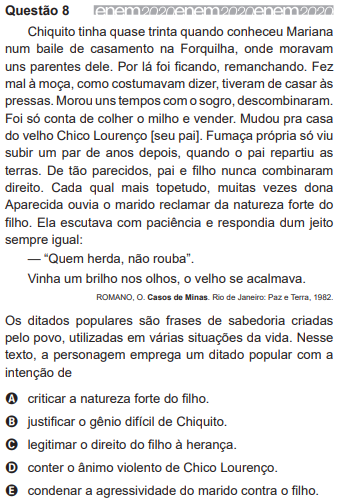 Questão 8 enem2020enem2020enem2020
Chiquito tinha quase trinta quando conheceu Mariana
num baile de casamento na Forquilha, onde moravam
uns parentes dele. Por lá foi ficando, remanchando. Fez
mal à moça, como costumavam dizer, tiveram de casar às
pressas. Morou uns tempos com o sogro, descombinaram.
Foi só conta de colher o milho e vender. Mudou pra casa
do velho Chico Lourenço [seu pai]. Fumaça própria só viu
subir um par de anos depois, quando o pai repartiu as
terras. De tão parecidos, pai e filho nunca combinaram
direito. Cada qual mais topetudo, muitas vezes dona
Aparecida ouvia o marido reclamar da natureza forte do
filho. Ela escutava com paciência e respondia dum jeito
sempre igual:
— “Quem herda, não rouba”.
Vinha um brilho nos olhos, o velho se acalmava.
ROMANO, O. Casos de Minas. Rio de Janeiro: Paz e Terra, 1982.
Os ditados populares são frases de sabedoria criadas
pelo povo, utilizadas em várias situações da vida. Nesse
texto, a personagem emprega um ditado popular com a
intenção de
A criticar a natureza forte do filho.
B justificar o gênio difícil de Chiquito.
C legitimar o direito do filho à herança.
D conter o ânimo violento de Chico Lourenço.
E condenar a agressividade do marido contra o filho.